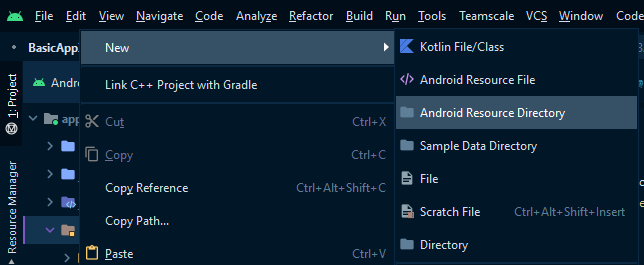 File Edit View Navigate Code Analyze Refactor Build Run Tools Teamscale VCS Window Code
BasicApp
New
Kotlin File/Class
1: Project
Link C++ Project with Gradle
Android Resource File
Cut Ctrl+X
Android Resource Directory
app
Copy Ctrl+C
Sample Data Directory
Copy Reference Ctrl+Alt+Shift+C
File
Resource Manager
Copy Path...
Scratch File Ctrl+Alt+Shift+Insert
Paste Ctrl+V
Directory